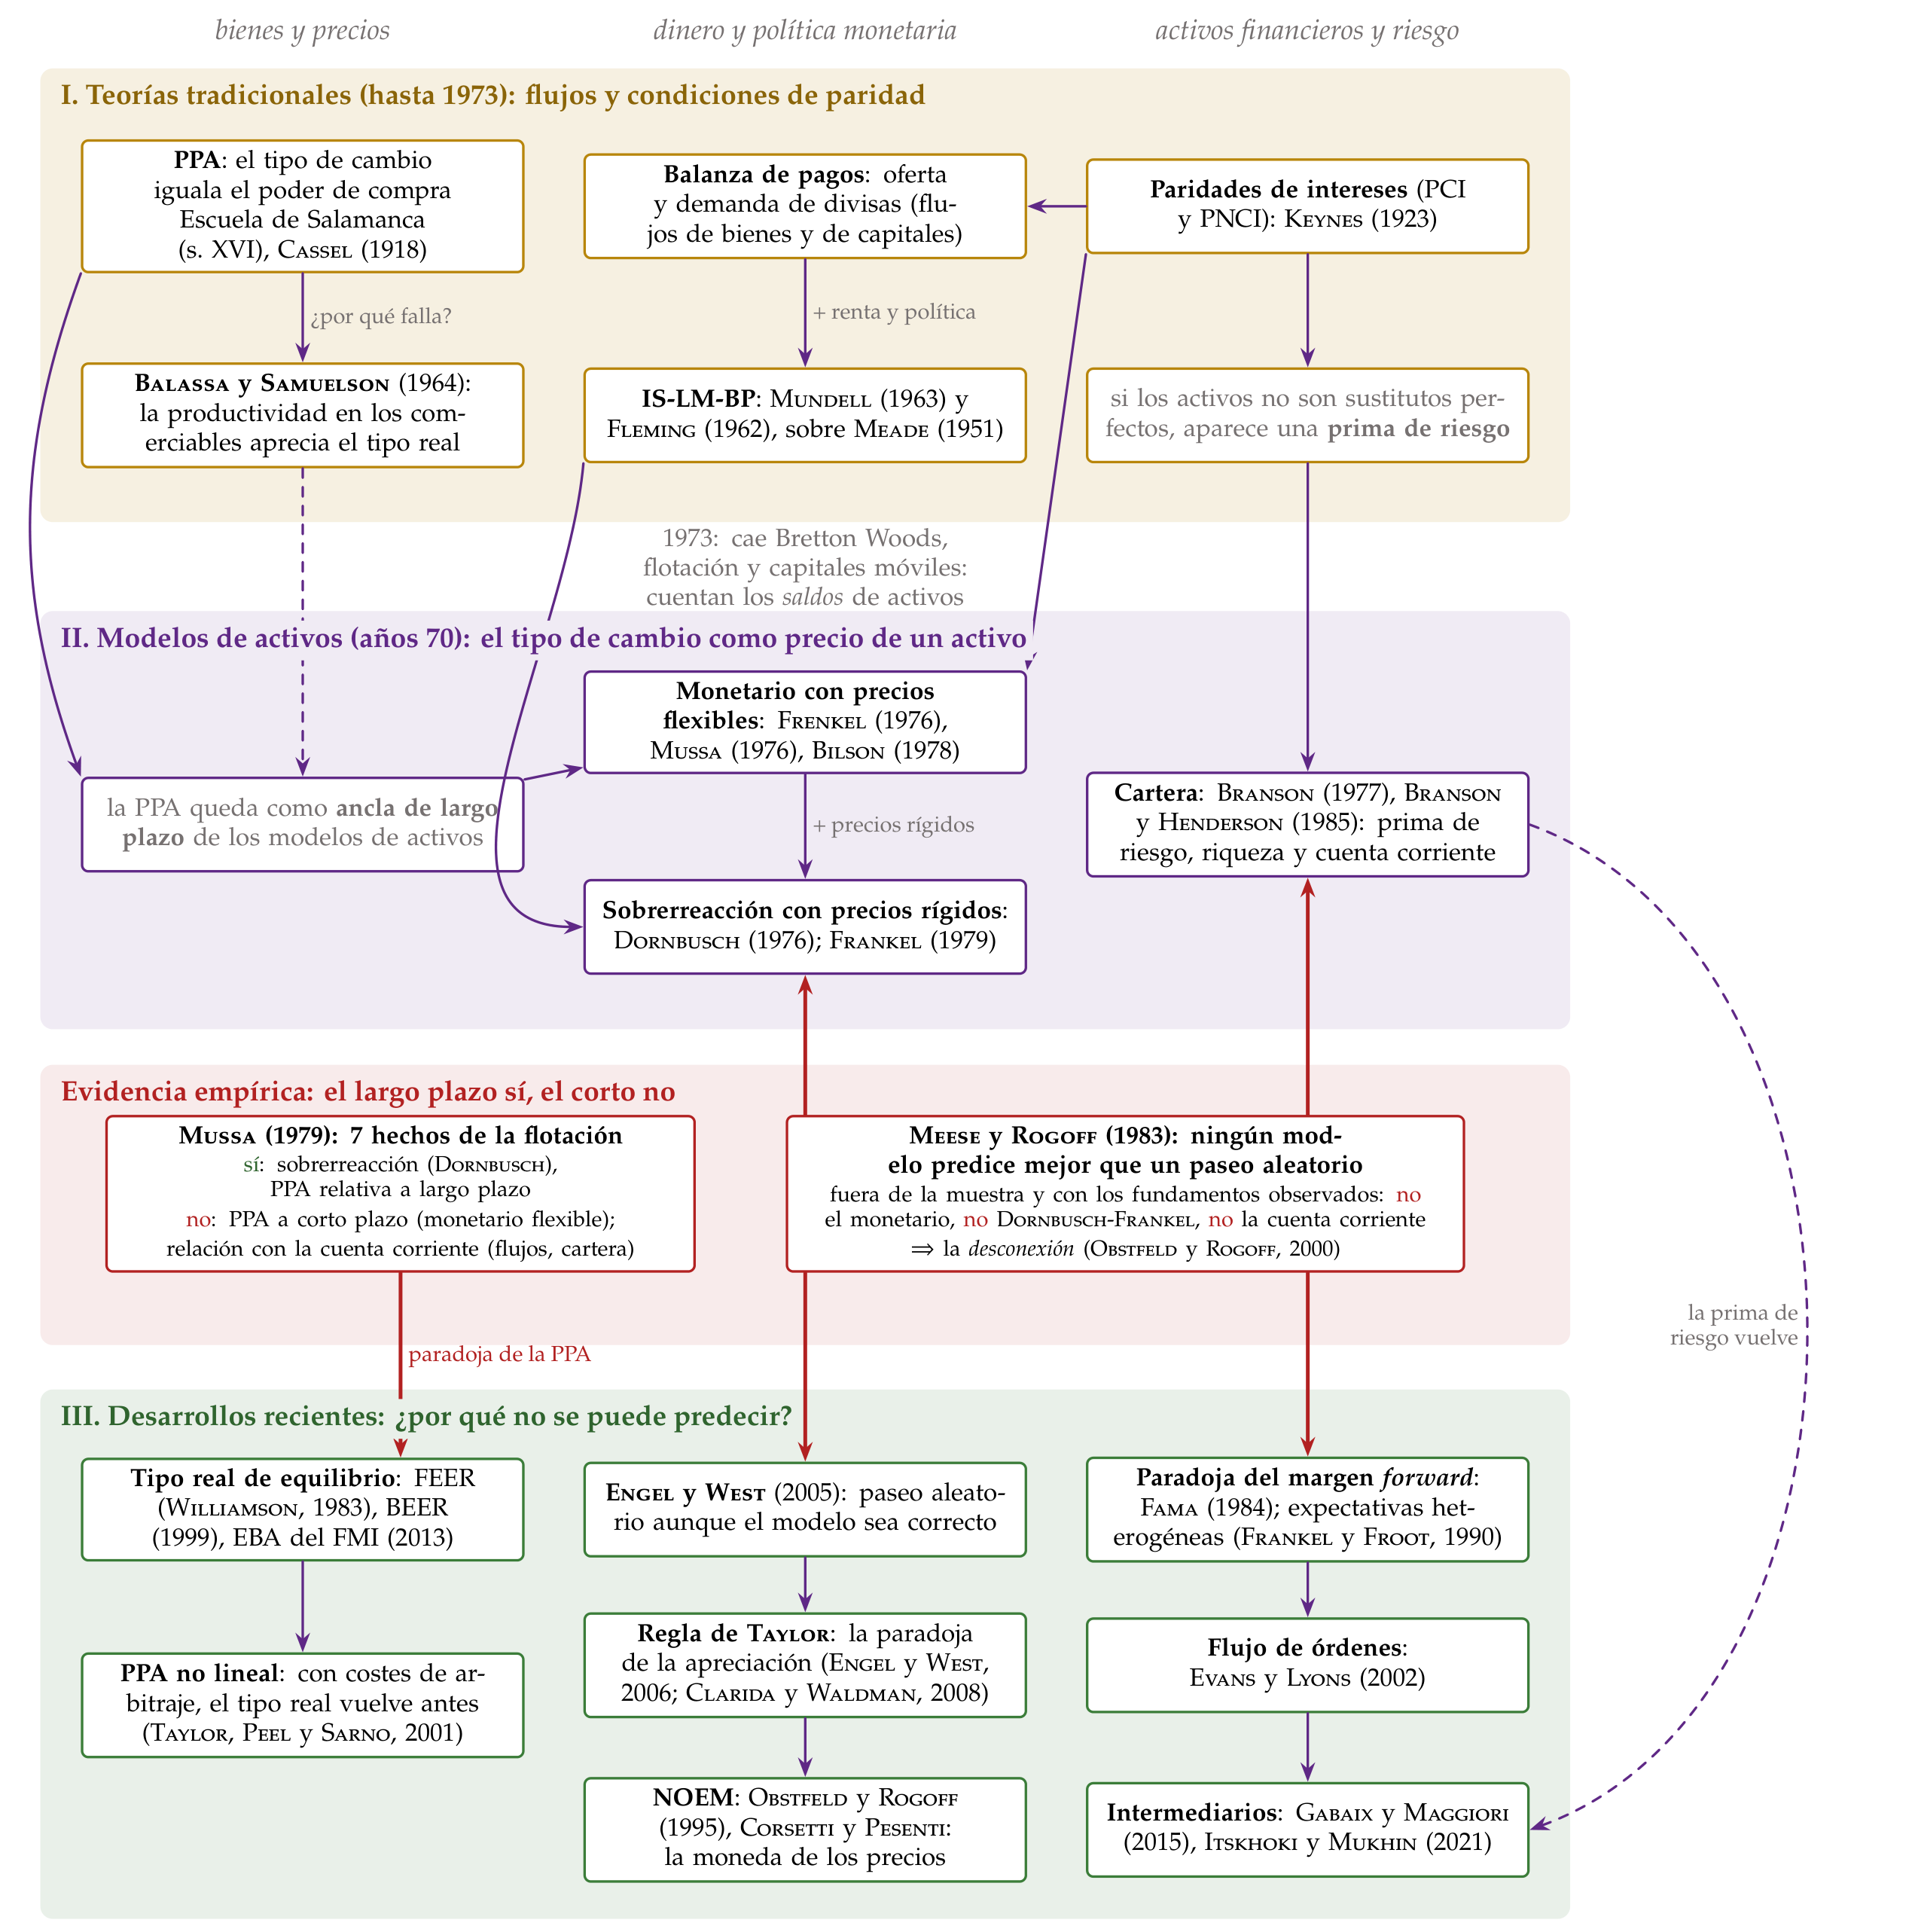 bienes y precios
dinero y política monetaria
activos financieros y riesgo
I. Teorías tradicionales (hasta 1973): flujos y condiciones de paridad
PPA: el tipo de cambio
iguala el poder de compra
Escuela de Salamanca
(s. XVI), Cassel (1918)
Balanza de pagos: oferta
y demanda de divisas (flu-
jos de bienes y de capitales)
Paridades de intereses (PCI
y PNCI): Keynes (1923)
¿por qué falla?
+ renta y política
Balassa y Samuelson (1964):
la productividad en los com-
erciables aprecia el tipo real
IS-LM-BP: Mundell (1963) y
Fleming (1962), sobre Meade (1951)
si los activos no son sustitutos per-
fectos, aparece una prima de riesgo
1973: cae Bretton Woods,
flotación y capitales móviles:
cuentan los saldos de activos
II. Modelos de activos (años 70): el tipo de cambio como precio de un activo
Monetario con precios
flexibles: Frenkel (1976),
Mussa (1976), Bilson (1978)
la PPA queda como ancla de largo
plazo de los modelos de activos
+ precios rígidos
Cartera: Branson (1977), Branson
y Henderson (1985): prima de
riesgo, riqueza y cuenta corriente
Sobrerreacción con precios rígidos:
Dornbusch (1976); Frankel (1979)
Evidencia empírica: el largo plazo sí, el corto no
Mussa (1979): 7 hechos de la flotación
sí: sobrerreacción (Dornbusch),
PPA relativa a largo plazo
no: PPA a corto plazo (monetario flexible);
relación con la cuenta corriente (flujos, cartera)
Meese y Rogoff (1983): ningún mod-
elo predice mejor que un paseo aleatorio
fuera de la muestra y con los fundamentos observados: no
el monetario, no Dornbusch-Frankel, no la cuenta corriente
⇒ la desconexión (Obstfeld y Rogoff, 2000)
la prima de
riesgo vuelve
paradoja de la PPA
III. Desarrollos recientes: ¿por qué no se puede predecir?
Tipo real de equilibrio: FEER
(Williamson, 1983), BEER
(1999), EBA del FMI (2013)
Engel y West (2005): paseo aleato-
rio aunque el modelo sea correcto
Paradoja del margen forward:
Fama (1984); expectativas het-
erogéneas (Frankel y Froot, 1990)
PPA no lineal: con costes de ar-
bitraje, el tipo real vuelve antes
(Taylor, Peel y Sarno, 2001)
Regla de Taylor: la paradoja
de la apreciación (Engel y West,
2006; Clarida y Waldman, 2008)
Flujo de órdenes:
Evans y Lyons (2002)
NOEM: Obstfeld y Rogoff
(1995), Corsetti y Pesenti:
la moneda de los precios
Intermediarios: Gabaix y Maggiori
(2015), Itskhoki y Mukhin (2021)